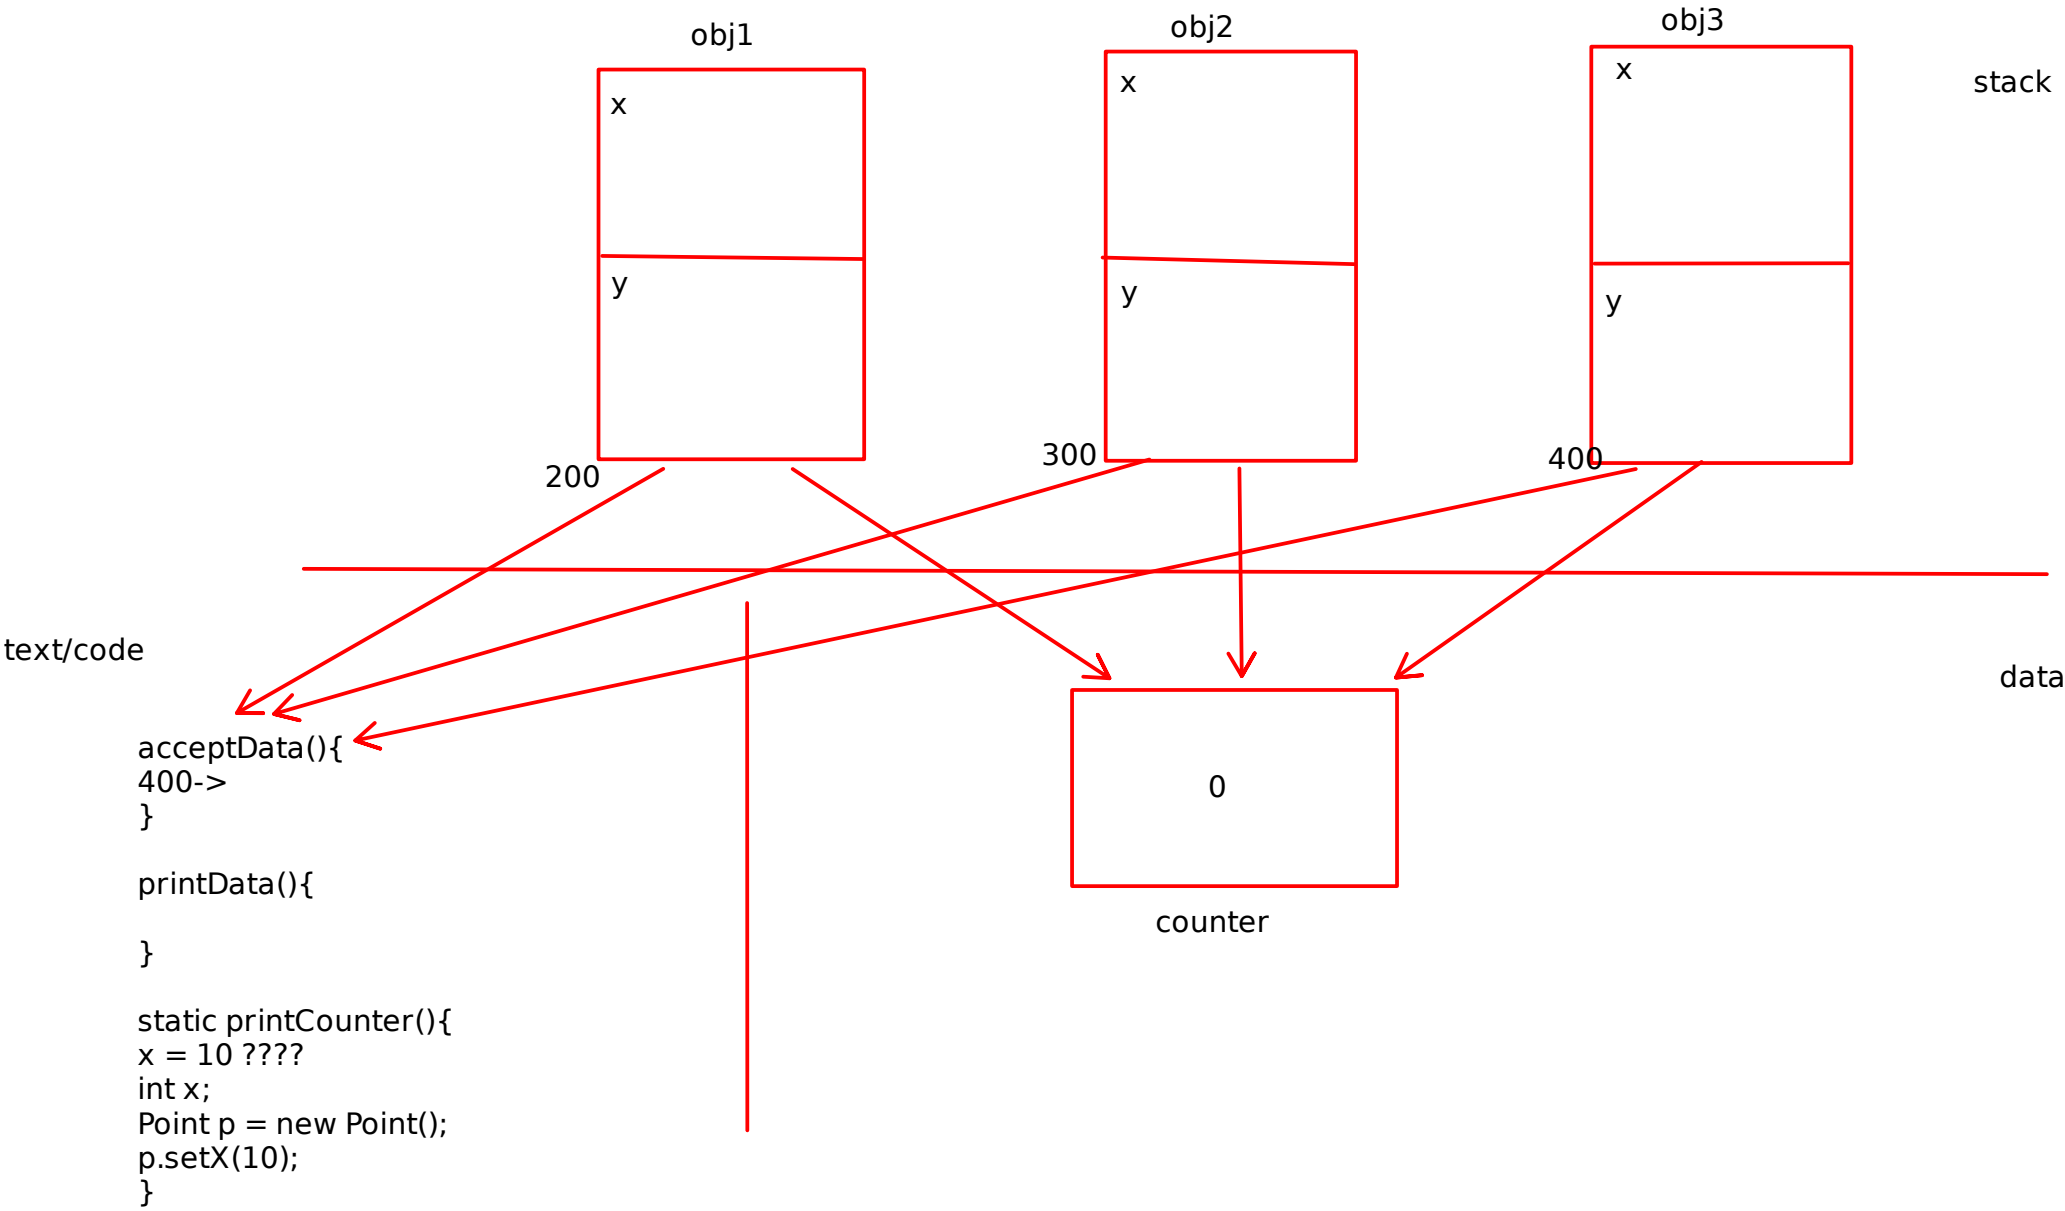 obj1
obj2
obj3
stack
x
x
x
y
y
y
200
300
400
text/code
data
acceptData(){
400->
}
printData(){
}
static printCounter(){
x = 10 ????
int x;
Point p = new Point();
p.setX(10);
}
0
counter